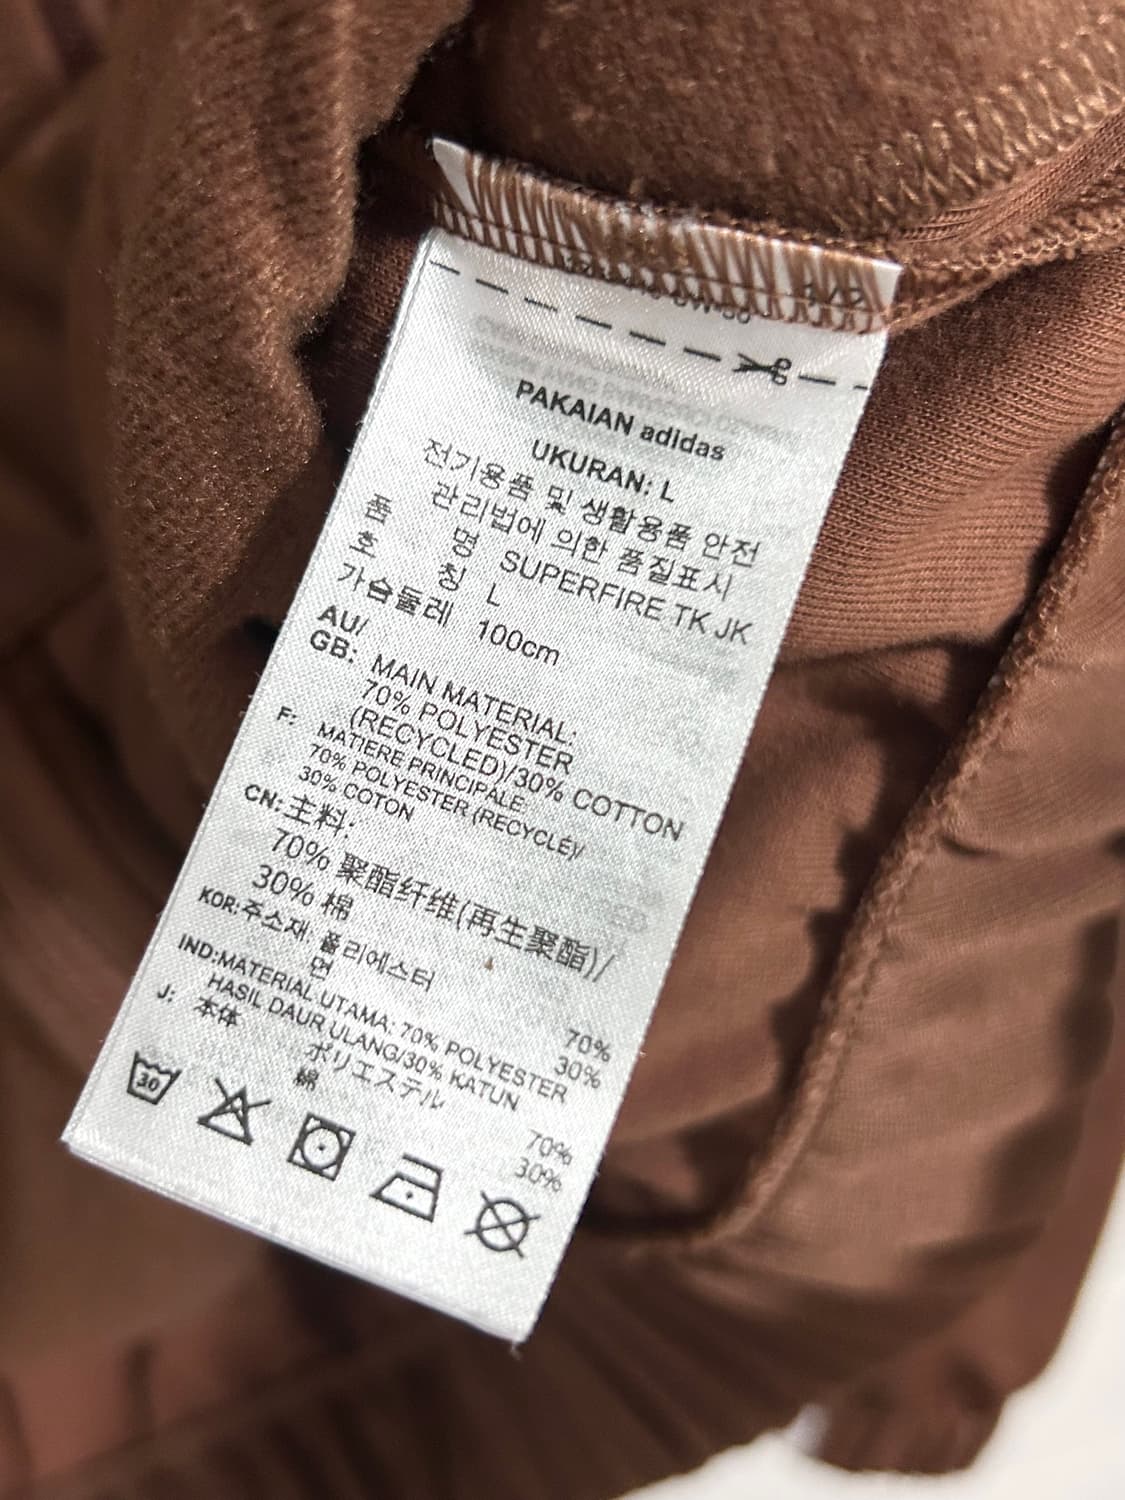 PAKAIAN adidas
UKURAN: L
전기용품 및 생활용품 안전
관리법에 의한 품질표시
품 명 SUPERFIRE TK JK
호 칭 L
가슴둘레 100cm
AU/
GB: MAIN MATERIAL:
70% POLYESTER
(RECYCLED)/30% COTTON
F: MATIERE PRINCIPALE:
70% POLYESTER (RECYCLÉ)/
30% COTON
CN: 主料:
70% 聚酯纤维(再生聚酯)/
30% 棉
KOR: 주소재: 폴리에스터 70%
면 30%
IND: MATERIAL UTAMA: 70% POLYESTER
HASIL DAUR ULANG/30% KATUN
J: 本体
ポリエステル 70%
綿 30%
30